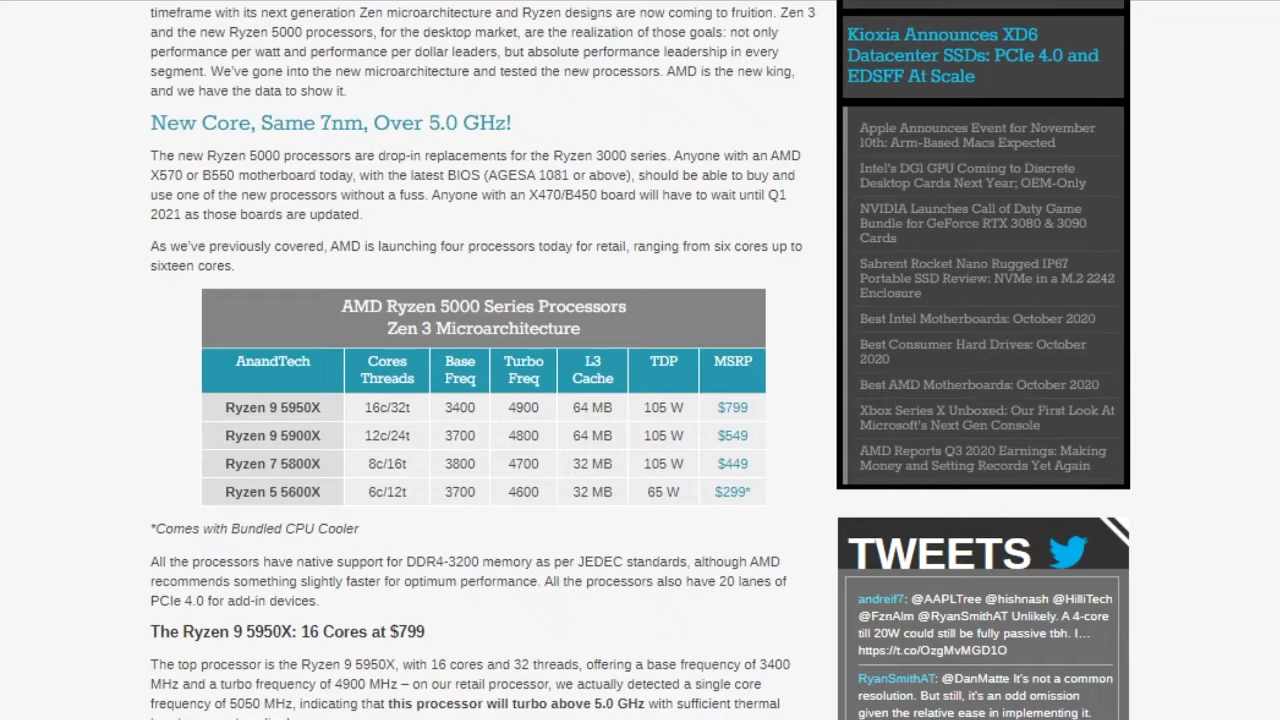 timeframe with its next generation Zen microarchitecture and Ryzen designs are now coming to fruition. Zen 3
and the new Ryzen 5000 processors, for the desktop market, are the realization of those goals: not only
performance per watt and performance per dollar leaders, but absolute performance leadership in every
segment. We've gone into the new microarchitecture and tested the new processors. AMD is the new king,
and we have the data to show it.
New Core, Same 7nm, Over 5.0 GHz!
The new Ryzen 5000 processors are drop-in replacements for the Ryzen 3000 series. Anyone with an AMD
X570 or B550 motherboard today, with the latest BIOS (AGESA 1081 or above), should be able to buy and
use one of the new processors without a fuss. Anyone with an X470/B450 board will have to wait until Q1
2021 as those boards are updated.
As we've previously covered, AMD is launching four processors today for retail, ranging from six cores up to
sixteen cores.
AMD Ryzen 5000 Series Processors
Zen 3 Microarchitecture
AnandTech Cores Threads Base Freq Turbo Freq L3 Cache TDP MSRP
Ryzen 9 5950X 16c/32t 3400 4900 64 MB 105 W $799
Ryzen 9 5900X 12c/24t 3700 4800 64 MB 105 W $549
Ryzen 7 5800X 8c/16t 3800 4700 32 MB 105 W $449
Ryzen 5 5600X 6c/12t 3700 4600 32 MB 65 W $299*
*Comes with Bundled CPU Cooler
All the processors have native support for DDR4-3200 memory as per JEDEC standards, although AMD
recommends something slightly faster for optimum performance. All the processors also have 20 lanes of
PCIe 4.0 for add-in devices.
The Ryzen 9 5950X: 16 Cores at $799
The top processor is the Ryzen 9 5950X, with 16 cores and 32 threads, offering a base frequency of 3400
MHz and a turbo frequency of 4900 MHz – on our retail processor, we actually detected a single core
frequency of 5050 MHz, indicating that this processor will turbo above 5.0 GHz with sufficient thermal
Kioxia Announces XD6
Datacenter SSDs: PCIe 4.0 and
EDSFF At Scale
Apple Announces Event for November
10th: Arm-Based Macs Expected
Intel's DG1 GPU Coming to Discrete
Desktop Cards Next Year; OEM-Only
NVIDIA Launches Call of Duty Game
Bundle for GeForce RTX 3080 & 3090
Cards
Sabrent Rocket Nano Rugged IP67
Portable SSD Review: NVMe in a M.2 2242
Enclosure
Best Intel Motherboards: October 2020
Best Consumer Hard Drives: October
2020
Best AMD Motherboards: October 2020
Xbox Series X Unboxed: Our First Look At
Microsoft's Next Gen Console
AMD Reports Q3 2020 Earnings: Making
Money and Setting Records Yet Again
TWEETS
andreif7: @AAPLTree @hishnash @HilliTech
@FznAlm @RyanSmithAT Unlikely. A 4-core
till 20W could still be fully passive tbh. I…
https://t.co/OzgMvMGD1O
RyanSmithAT: @DanMatte It's not a common
resolution. But still, it's an odd omission
given the relative ease in implementing it.